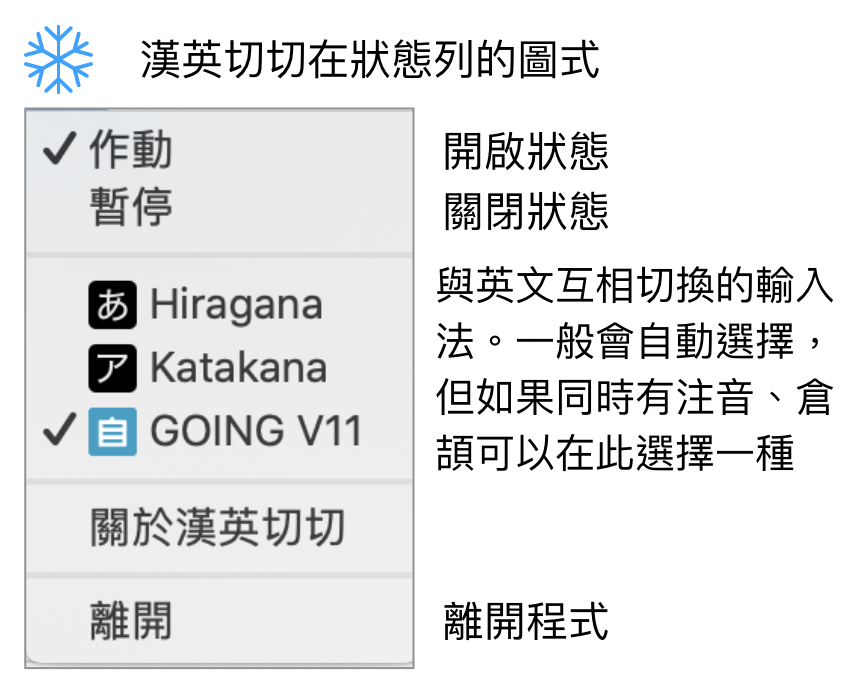 漢英切切在狀態列的圖式
✓ 作動
開啟狀態
暫停
關閉狀態
あ Hiragana
ア Katakana
✓ 自 GOING V11
與英文互相切換的輸入
法。一般會自動選擇，
但如果同時有注音、倉
頡可以在此選擇一種
關於漢英切切
離開
離開程式